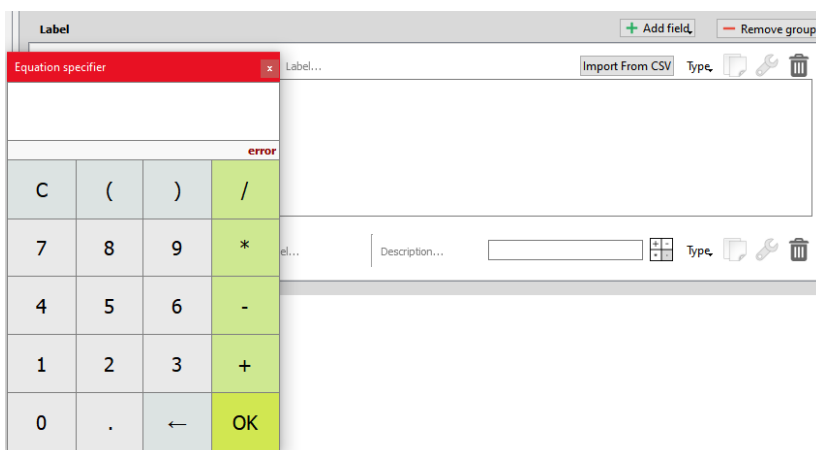 Label
+ Add field
− Remove group
Equation specifier x
Label...
Import From CSV
Type
error
C ( ) /
7 8 9 *
el...
Description...
Type
4 5 6 -
1 2 3 +
0 . ← OK